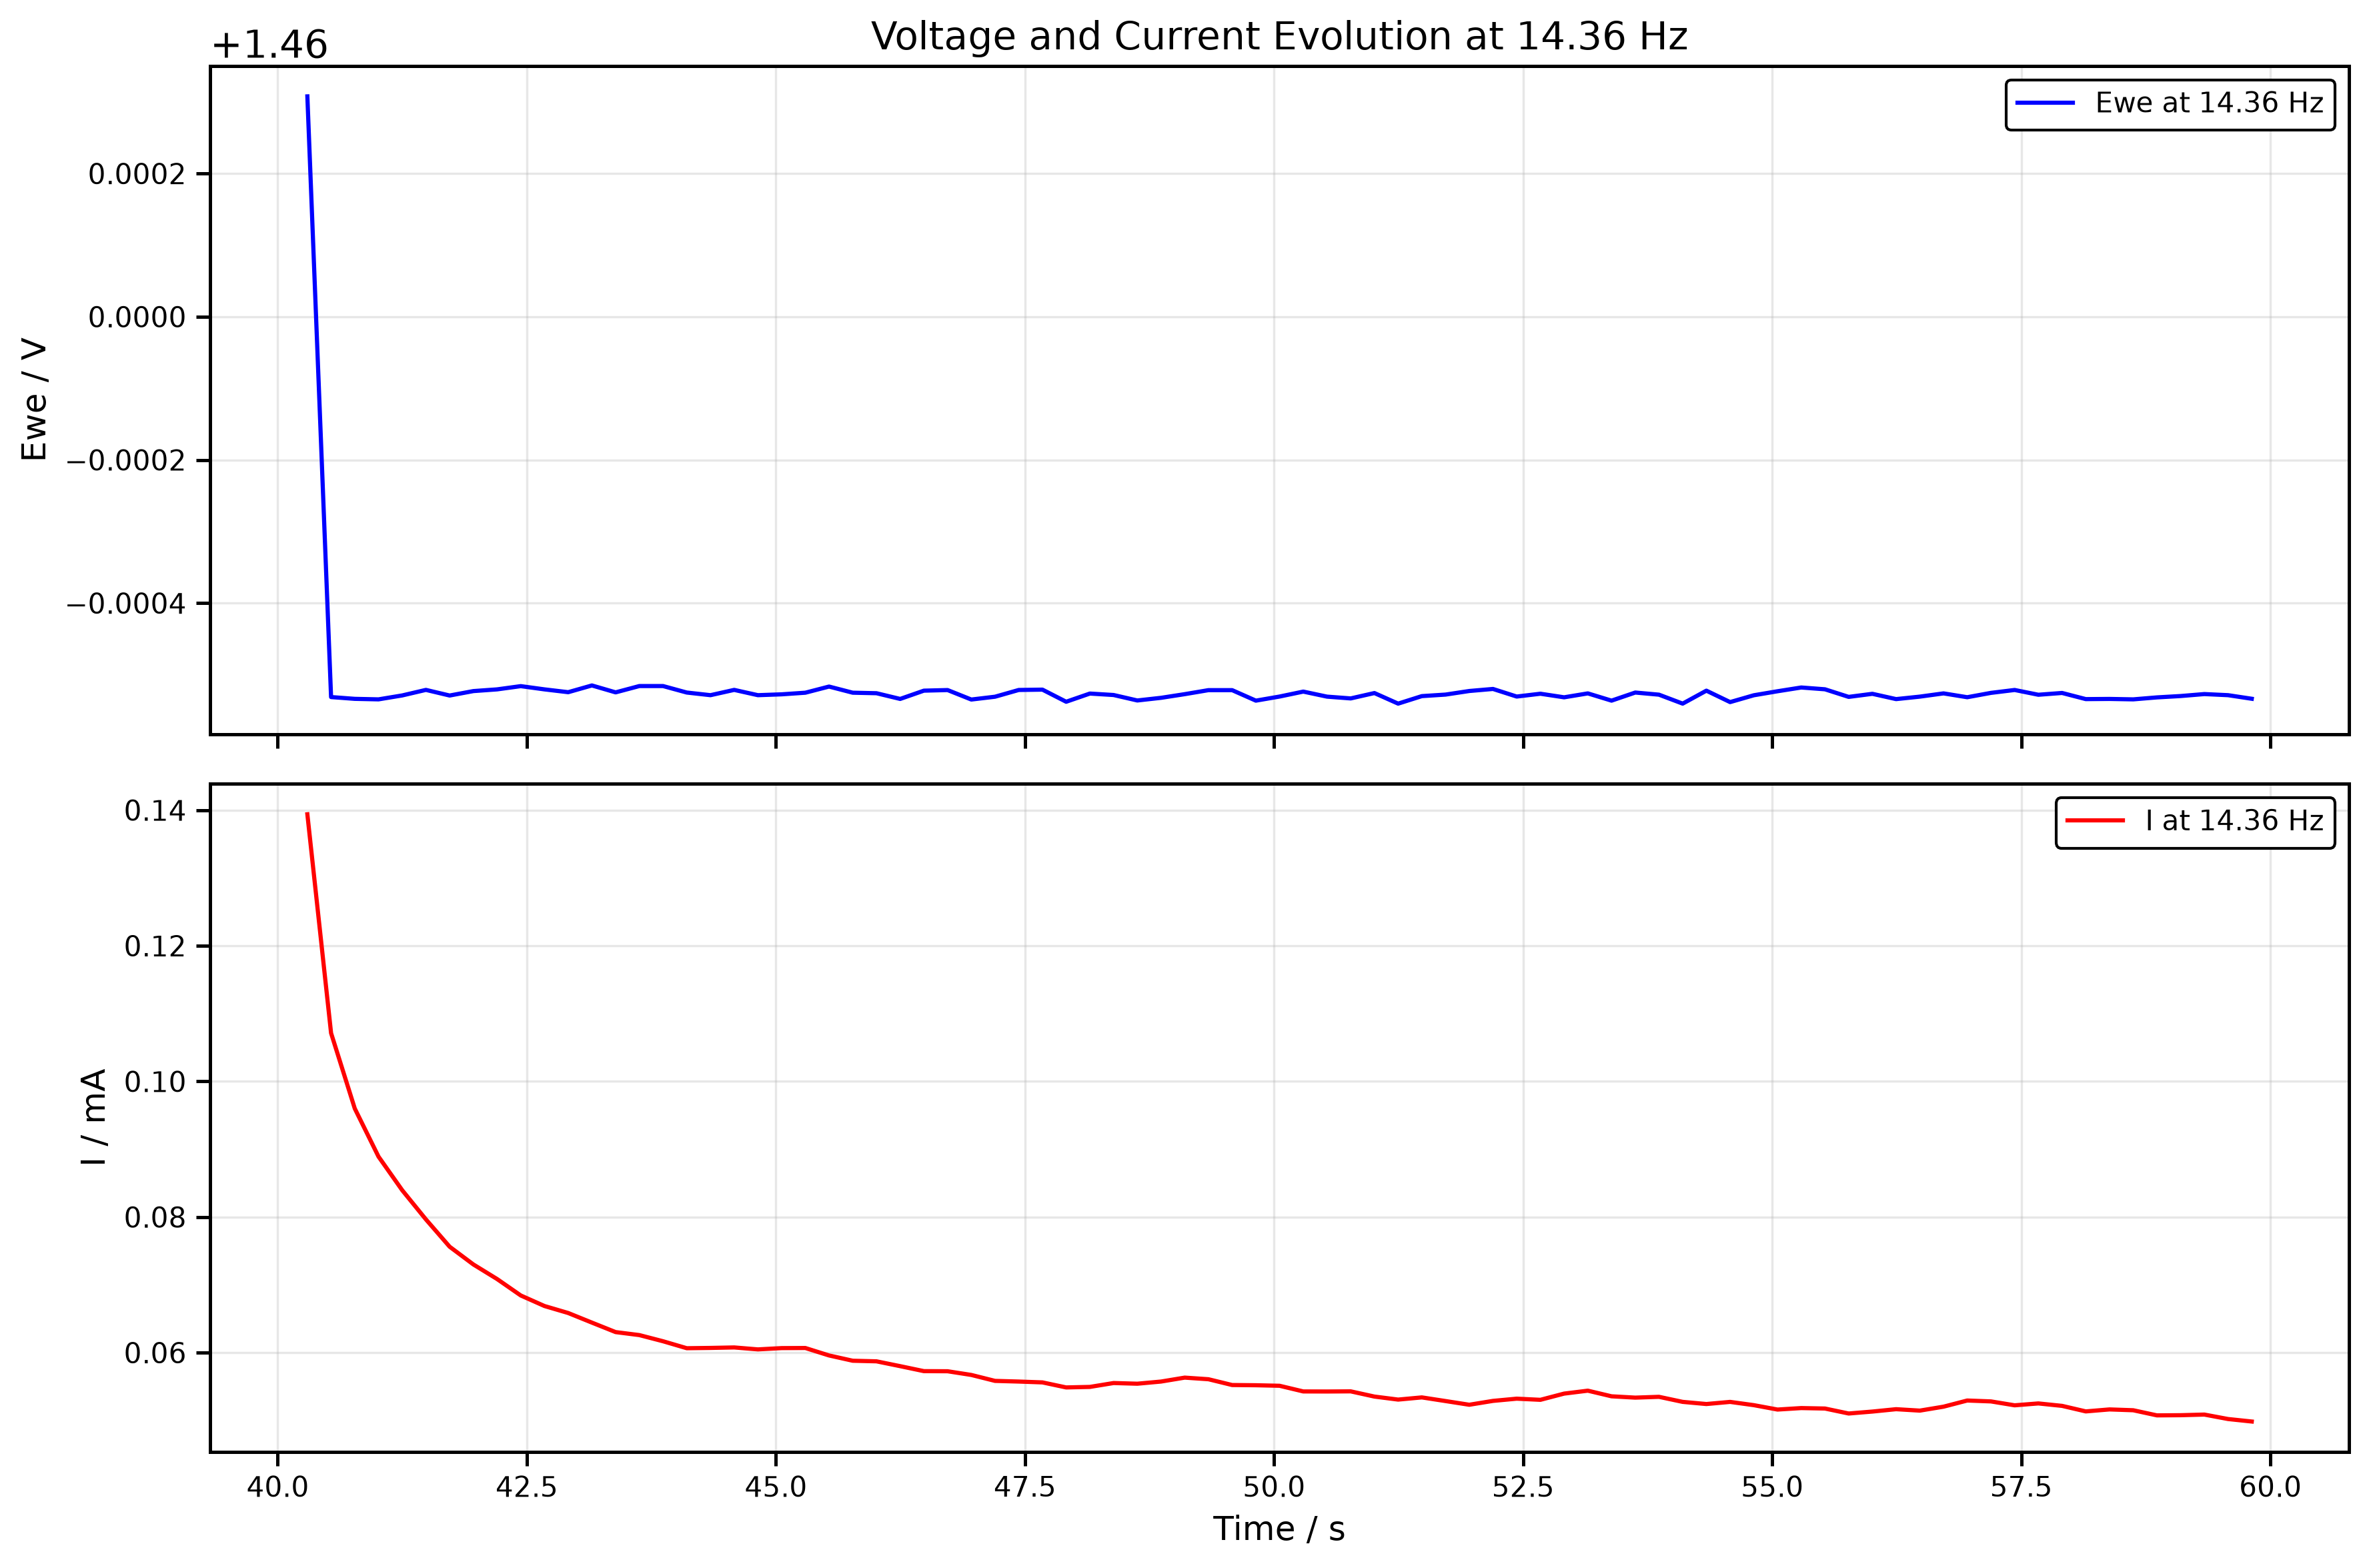 Voltage and Current Evolution at 14.36 Hz
+1.46
Ewe at 14.36 Hz
0.0002
0.0000
−0.0002
−0.0004
Ewe / V
I at 14.36 Hz
0.14
0.12
0.10
0.08
0.06
I / mA
40.0 42.5 45.0 47.5 50.0 52.5 55.0 57.5 60.0
Time / s